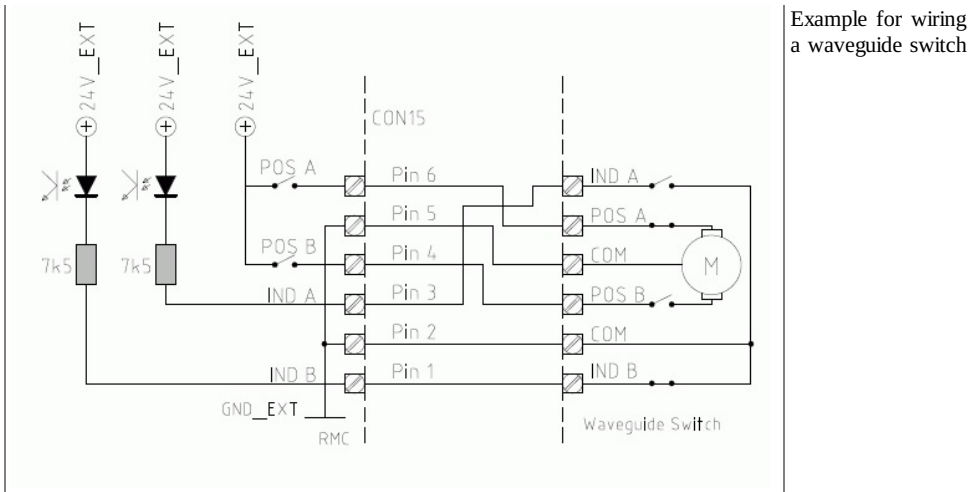 24V_EXT
24V_EXT
24V_EXT
Example for wiring
a waveguide switch
CON15
POS A
Pin 6
IND A
Pin 5
POS A
POS B
Pin 4
COM
M
7k5
7k5
IND A
Pin 3
POS B
Pin 2
COM
IND B
Pin 1
IND B
GND_EXT
RMC
Waveguide Switch